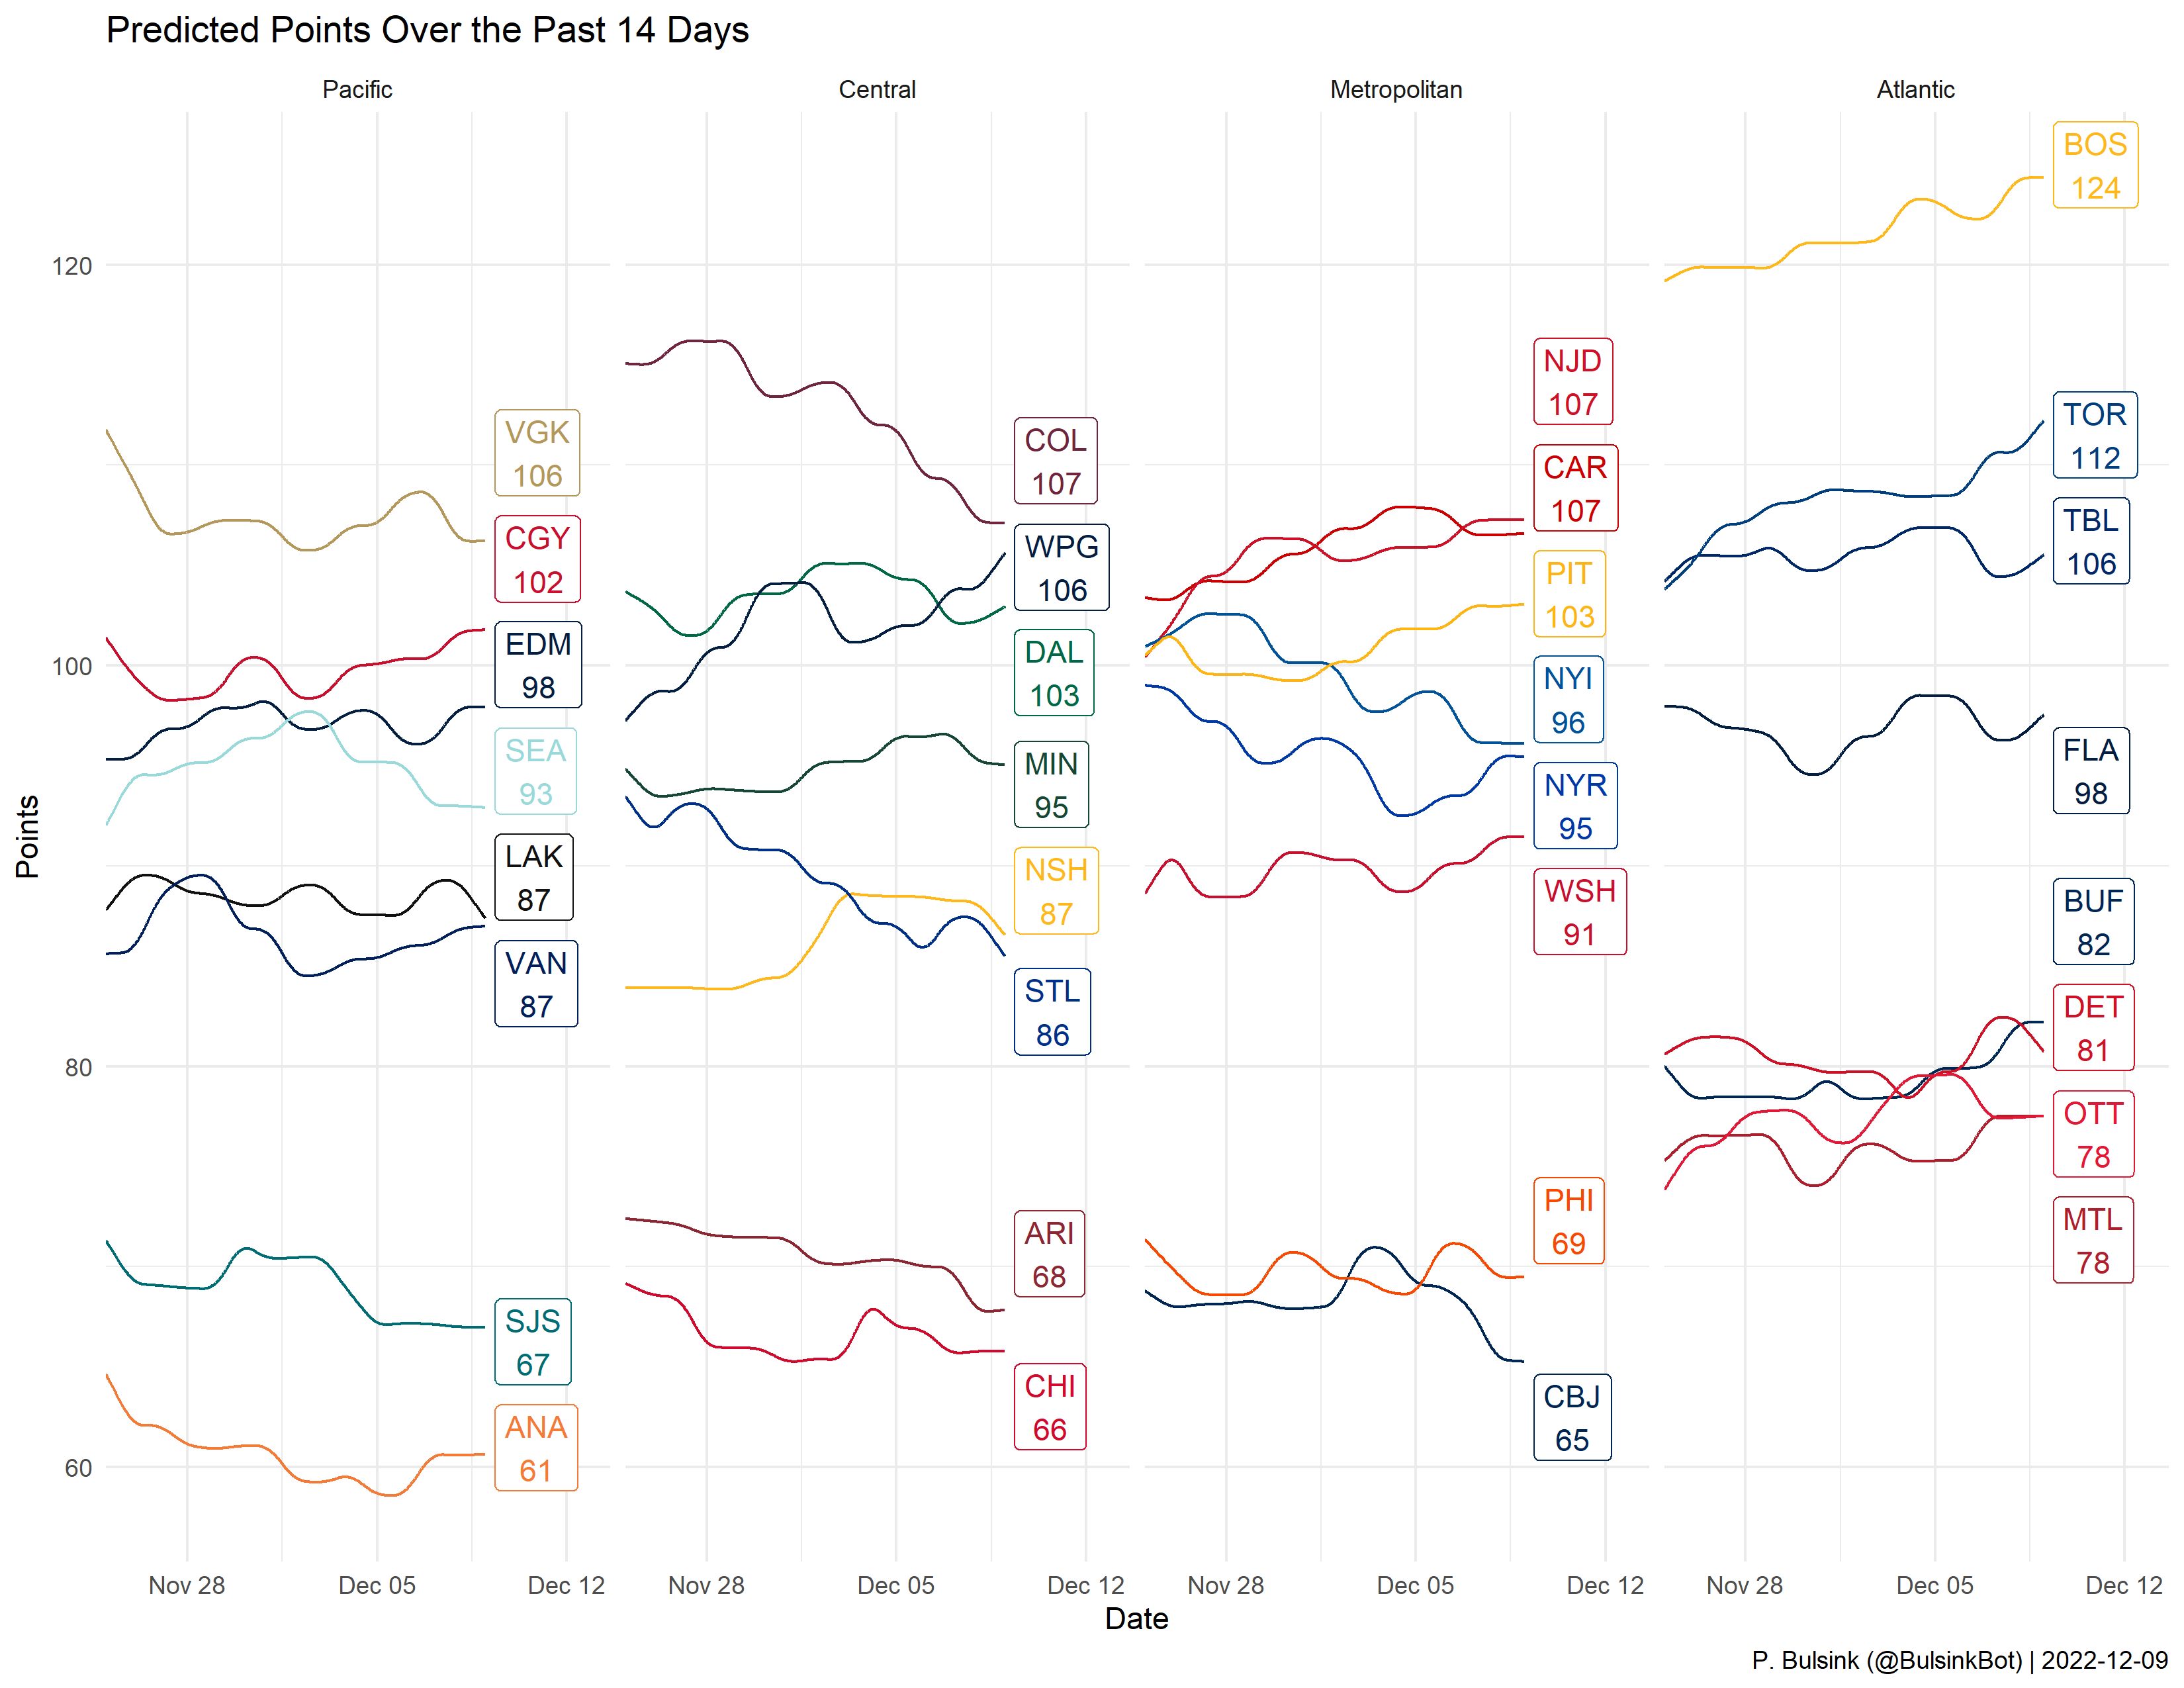 Predicted Points Over the Past 14 Days
Pacific
Central
Metropolitan
Atlantic
Points
120
100
80
60
VGK
106
CGY
102
EDM
98
SEA
93
LAK
87
VAN
87
SJS
67
ANA
61
COL
107
WPG
106
DAL
103
MIN
95
NSH
87
STL
86
ARI
68
CHI
66
NJD
107
CAR
107
PIT
103
NYI
96
NYR
95
WSH
91
PHI
69
CBJ
65
BOS
124
TOR
112
TBL
106
FLA
98
BUF
82
DET
81
OTT
78
MTL
78
Nov 28 Dec 05 Dec 12 Nov 28 Dec 05 Dec 12 Nov 28 Dec 05 Dec 12 Nov 28 Dec 05 Dec 12
Date
P. Bulsink (@BulsinkBot) | 2022-12-09